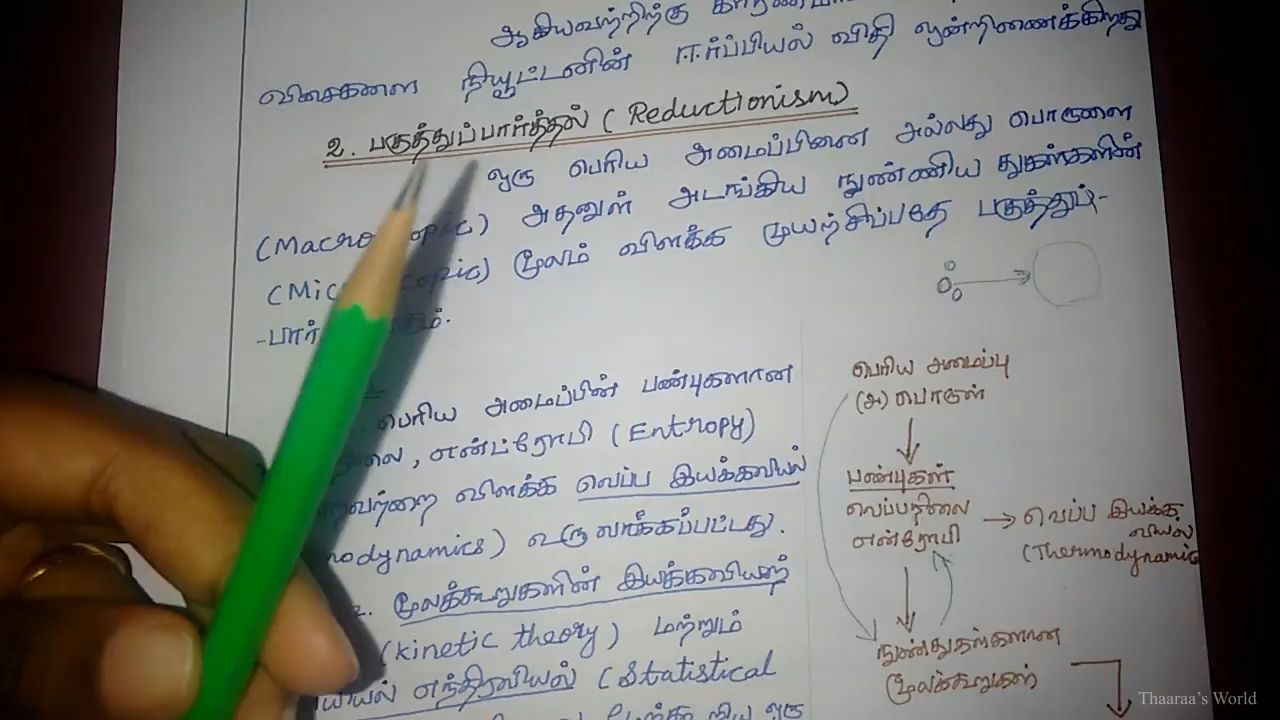 ஆகியவற்றிற்கு
விசைகளை நியூட்டனின் ஈர்ப்பியல் விதி ஒன்றிணைக்கிறது
2. பகுத்துப்பார்த்தல் (Reductionism)
ஒரு பெரிய அமைப்பினை அல்லது பொருளை
அதனுள் அடங்கிய நுண்ணிய துகள்களின்
மூலம் விளக்க முயற்சிப்பதே பகுத்துப்-
பெரிய அமைப்பின் பண்புகளான
என்ட்ரோபி (Entropy)
விளக்க வெப்ப இயக்கவியல்
உருவாக்கப்பட்டது.
2. மூலக்கூறுகளின் இயக்கவியற்
(kinetic theory) மற்றும்
எந்திரவியல் (Statistical
ஒரு
பெரிய அமைப்பு
(அ) பொருள்
பண்புகள்
வெப்பநிலை
என்ரோபி
வெப்ப இயக்க
வியல்
(Thermodynamic
நுண்துகள்களான
மூலக்கூறுகள்
Thaaraa's World